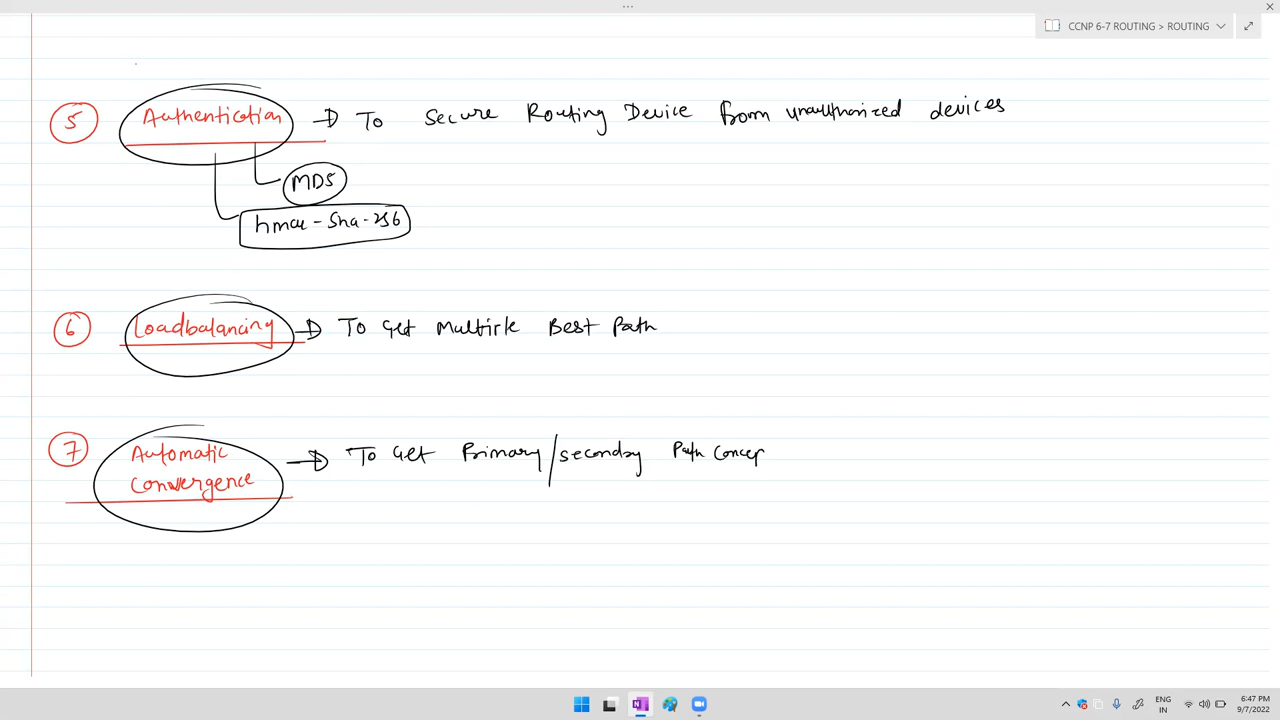 ...
CCNP 6-7 ROUTING > ROUTING
5 Authentication → To Secure Routing Device from unauthorized devices
MD5
hmac - Sha - 256
6 Loadbalancing → To Get Multiple Best Path
7 Automatic Convergence → To Get Primary/secondry Path Concep
ENG
IN
6:47 PM
9/7/2022